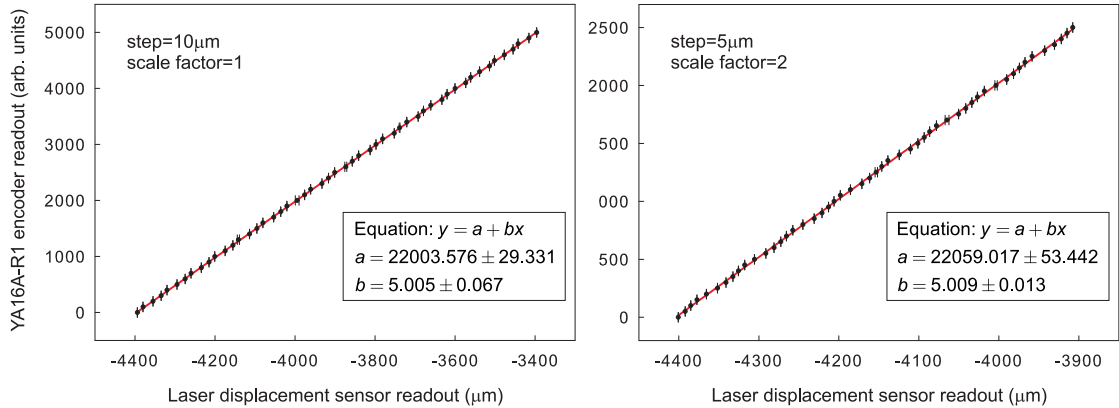 YA16A-R1 encoder readout (arb. units)
5000
4000
3000
2000
1000
0
step=10μm
scale factor=1
Equation: y = a + bx
a = 22003.576 ± 29.331
b = 5.005 ± 0.067
-4400 -4200 -4000 -3800 -3600 -3400
Laser displacement sensor readout (μm)
2500
2000
500
000
500
0
step=5μm
scale factor=2
Equation: y = a + bx
a = 22059.017 ± 53.442
b = 5.009 ± 0.013
-4400 -4300 -4200 -4100 -4000 -3900
Laser displacement sensor readout (μm)